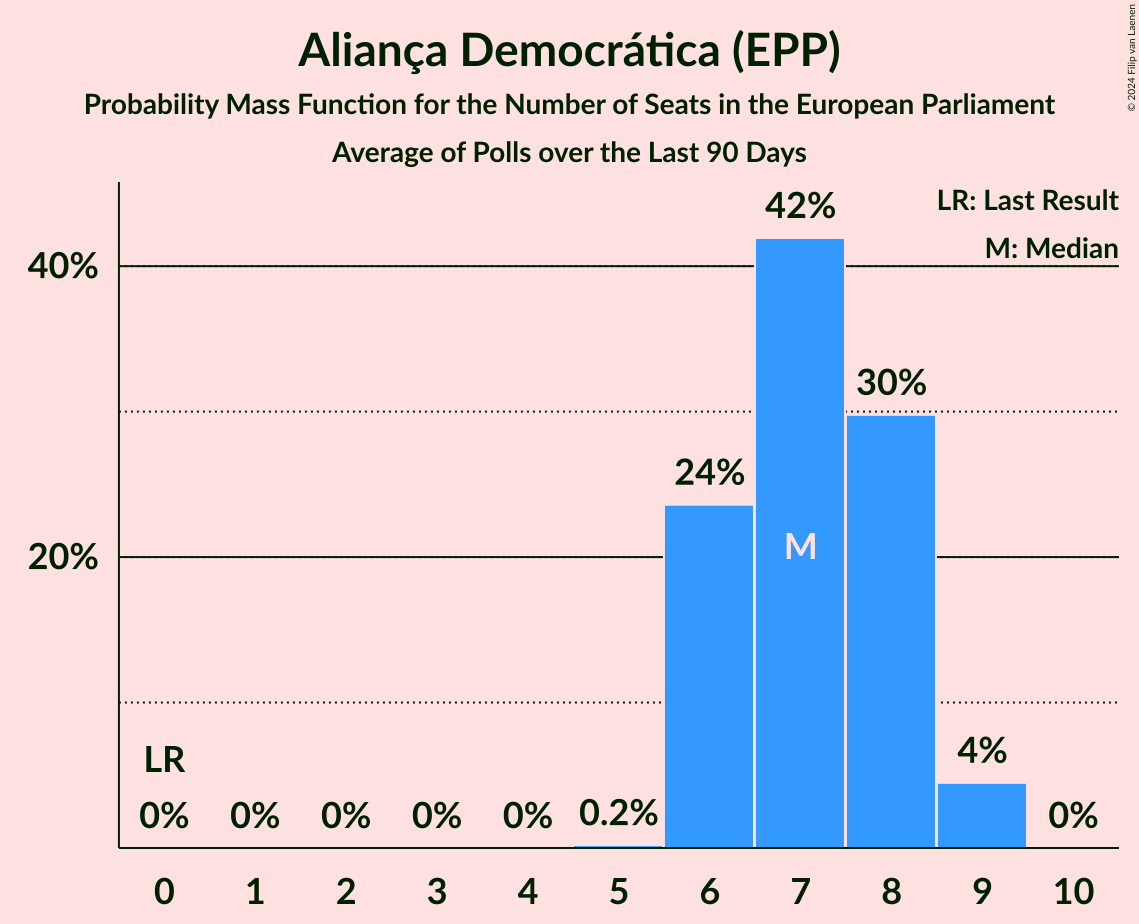 Aliança Democrática (EPP)
Probability Mass Function for the Number of Seats in the European Parliament
Average of Polls over the Last 90 Days
© 2024 Filip van Laenen
LR: Last Result
M: Median
42%
40%
30%
24%
M
20%
LR
4%
0% 0% 0% 0% 0% 0.2% 0%
0 1 2 3 4 5 6 7 8 9 10